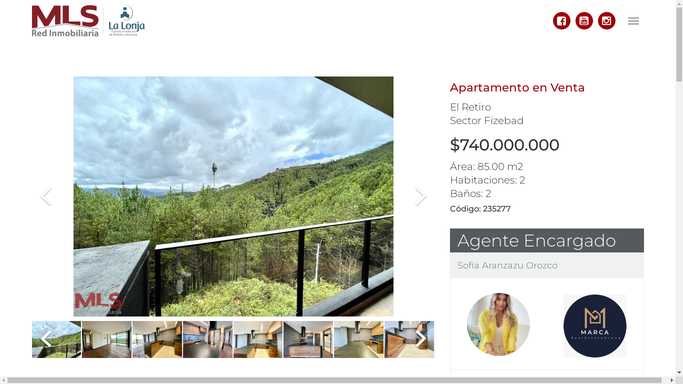 MLS
Red Inmobiliaria
La Lonja
Apartamento en Venta
El Retiro
Sector Fizebad
$740.000.000
Área: 85.00 m2
Habitaciones: 2
Baños: 2
Código: 235277
MLS
Agente Encargado
Sofia Aranzazu Orozco
MARCA